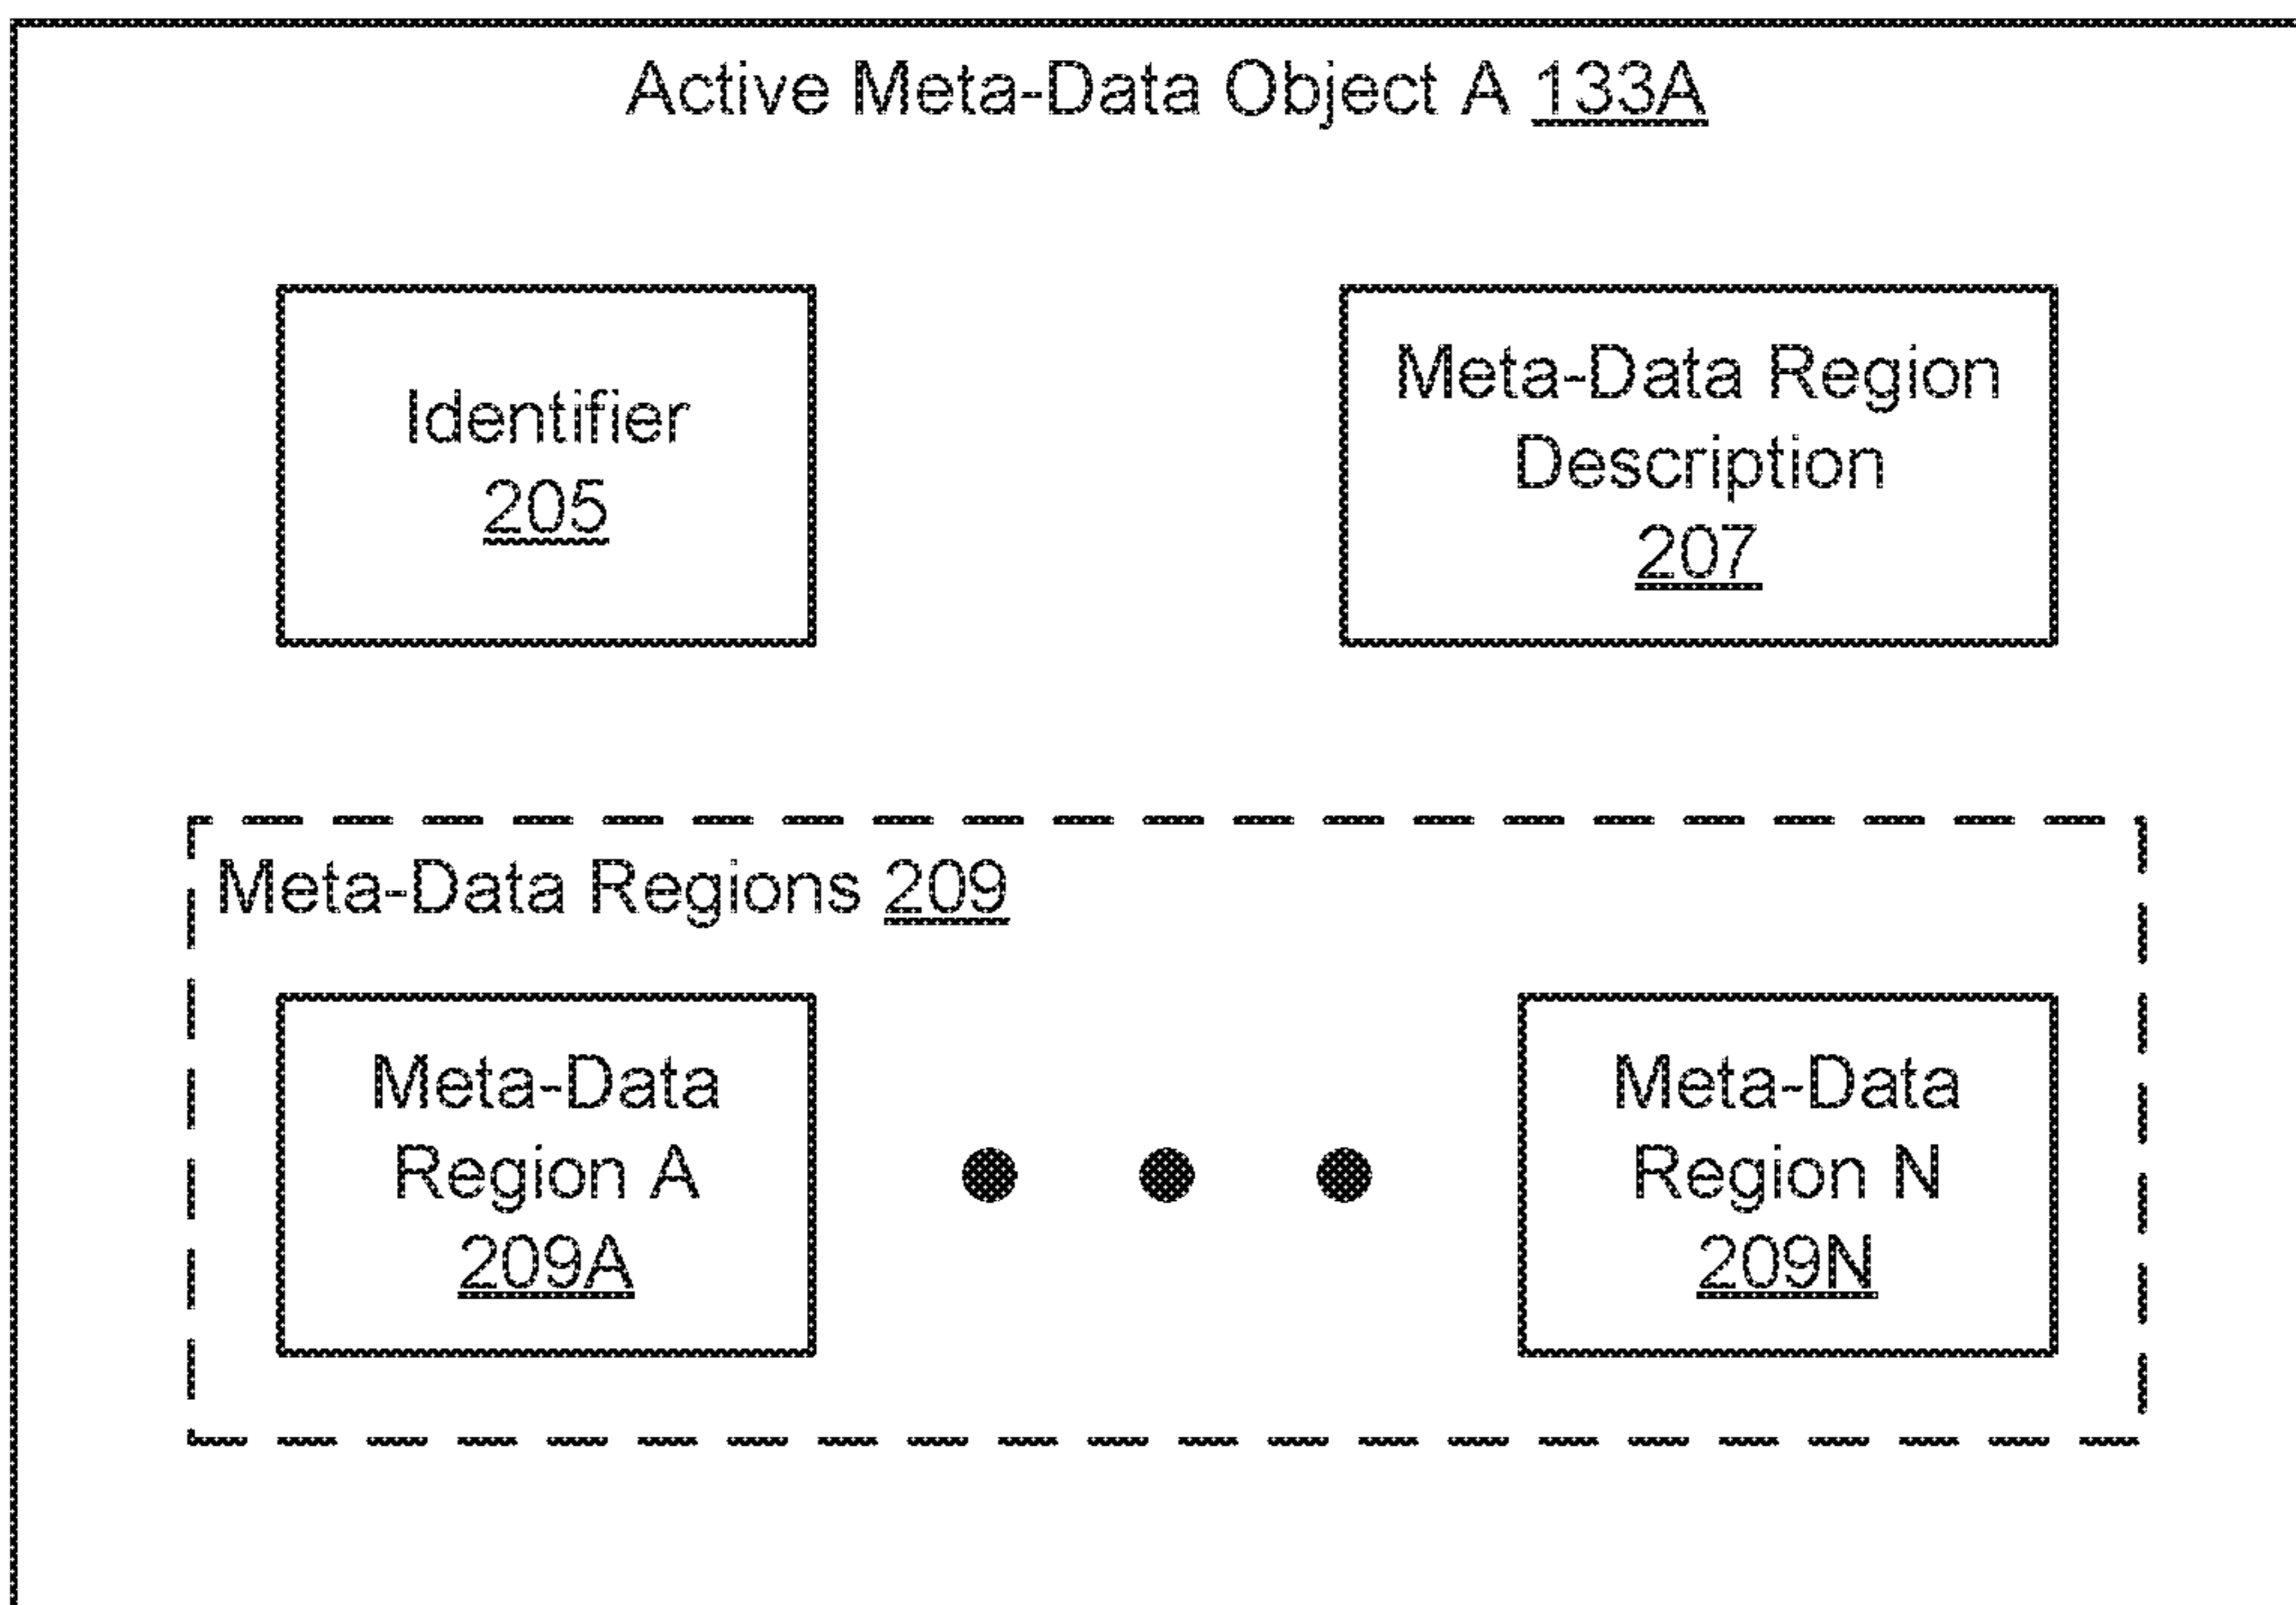 Active Meta-Data Object A 133A
Identifier
205
Meta-Data Region
Description
207
Meta-Data Regions 209
Meta-Data
Region A
209A
Meta-Data
Region N
209N